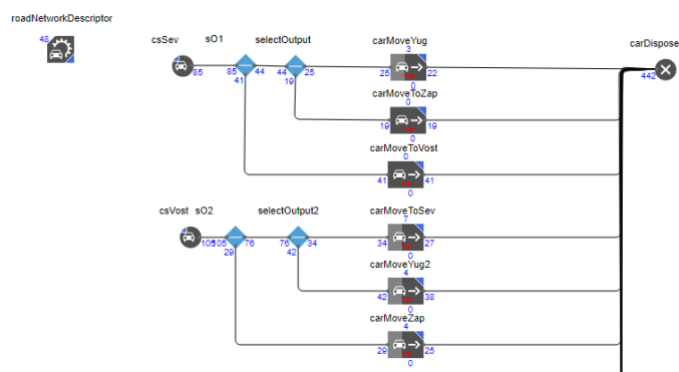 roadNetworkDescriptor
48
csSev sO1 selectOutput carMoveYug carDispose
3
85 85 44 44 25 25 22 442
41 19 0
carMoveToZap
0
19 19
0
carMoveToVost
0
41 41
0
csVost sO2 selectOutput2 carMoveToSev
7
105 105 76 76 34 34 27
29 42 0
carMoveYug2
4
42 38
0
carMoveZap
4
29 25
0